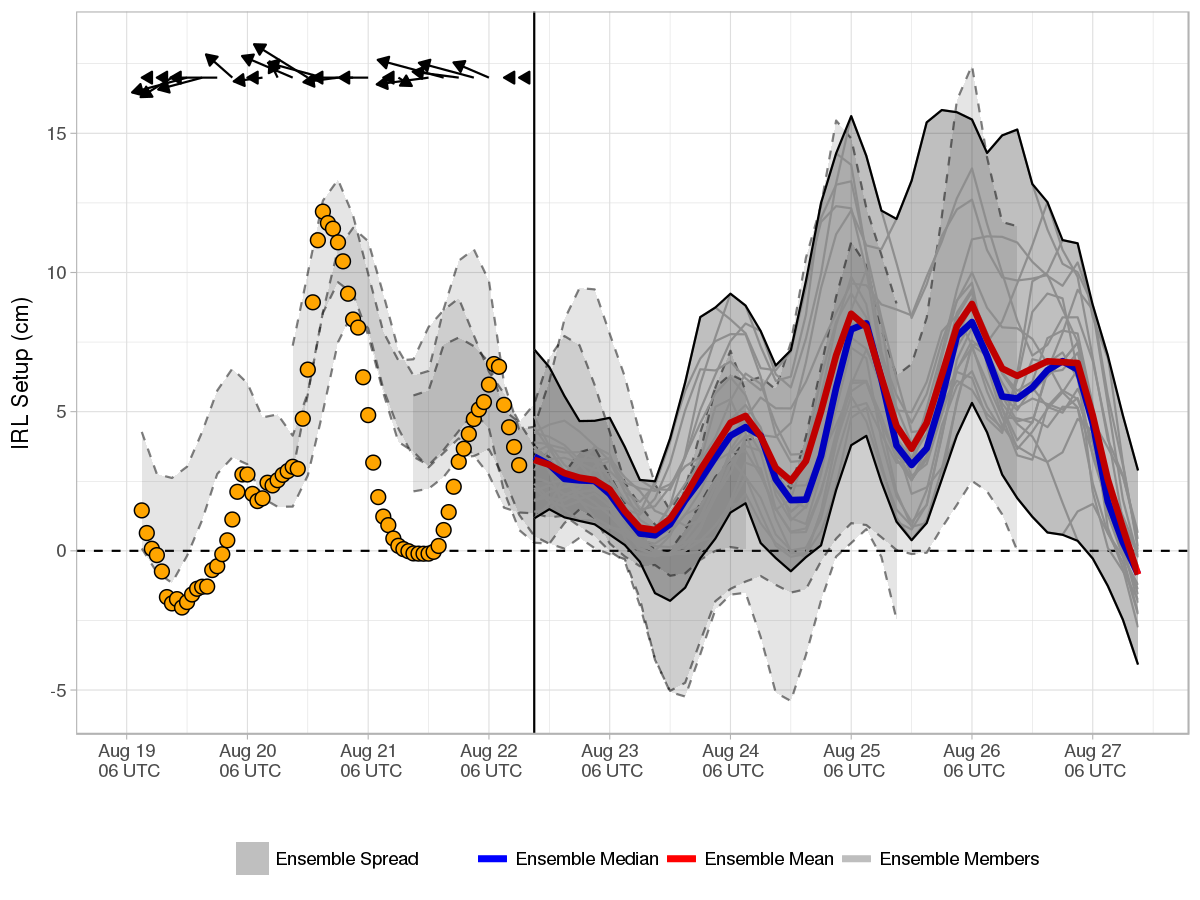 IRL Setup (cm)
15
10
5
0
-5
Aug 19
06 UTC
Aug 20
06 UTC
Aug 21
06 UTC
Aug 22
06 UTC
Aug 23
06 UTC
Aug 24
06 UTC
Aug 25
06 UTC
Aug 26
06 UTC
Aug 27
06 UTC
Ensemble Spread
Ensemble Median
Ensemble Mean
Ensemble Members